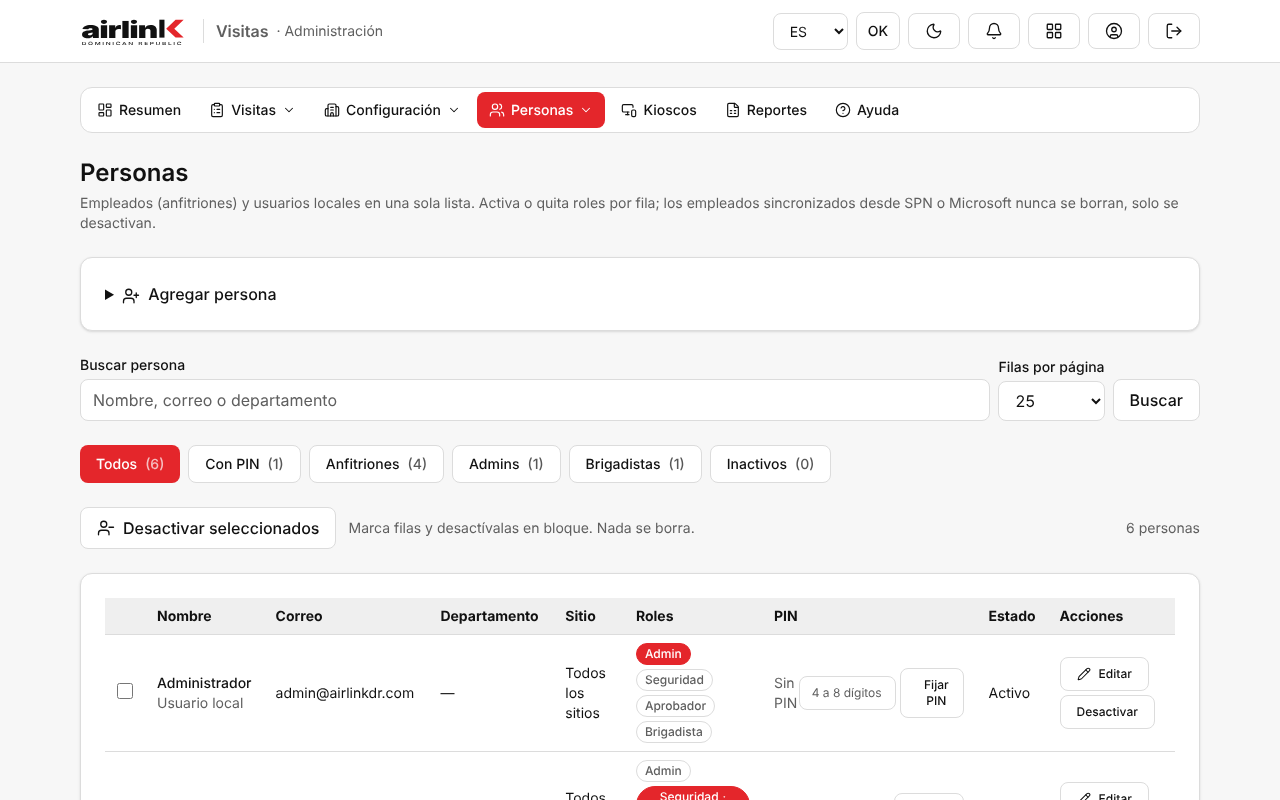 airlink
DOMINICAN REPUBLIC
Visitas · Administración
ES
OK
Resumen
Visitas
Configuración
Personas
Kioscos
Reportes
Ayuda
Personas
Empleados (anfitriones) y usuarios locales en una sola lista. Activa o quita roles por fila; los empleados sincronizados desde SPN o Microsoft nunca se borran, solo se
desactivan.
Agregar persona
Buscar persona
Filas por página
Nombre, correo o departamento
25
Buscar
Todos (6)
Con PIN (1)
Anfitriones (4)
Admins (1)
Brigadistas (1)
Inactivos (0)
Desactivar seleccionados
Marca filas y desactívalas en bloque. Nada se borra.
6 personas
Nombre
Correo
Departamento
Sitio
Roles
PIN
Estado
Acciones
Administrador
Usuario local
admin@airlinkdr.com
—
Todos
los
sitios
Admin
Seguridad
Aprobador
Brigadista
Sin
PIN
4 a 8 dígitos
Fijar
PIN
Activo
Editar
Desactivar
Todos
Admin
Seguridad ·
Editar